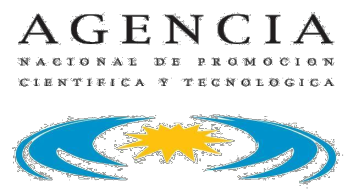 AGENCIA
NACIONAL DE PROMOCION
CIENTIFICA Y TECNOLOGICA